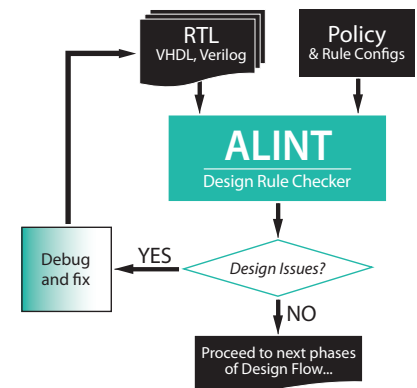 RTL
VHDL, Verilog
Policy
& Rule Configs
ALINT
Design Rule Checker
Debug
and fix
YES
Design Issues?
NO
Proceed to next phases
of Design Flow...